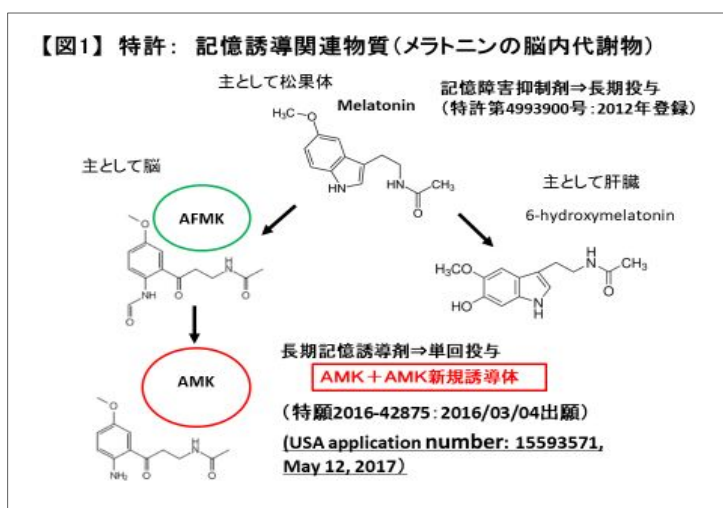 【図1】 特許： 記憶誘導関連物質（メラトニンの脳内代謝物）
主として松果体
Melatonin
記憶障害抑制剤⇒長期投与
（特許第4993900号：2012年登録）
H₃C
O
HN
NH
CH₃
O
主として脳
AFMK
O
H
N
NH
O
O
O
主として肝臓
6-hydroxymelatonin
H₃CO
HO
N
H
H
N
CH₃
O
長期記憶誘導剤⇒単回投与
AMK＋AMK新規誘導体
（特願2016-42875：2016/03/04出願）
(USA application number: 15593571,
May 12, 2017）
AMK
O
H
N
NH₂
O
O